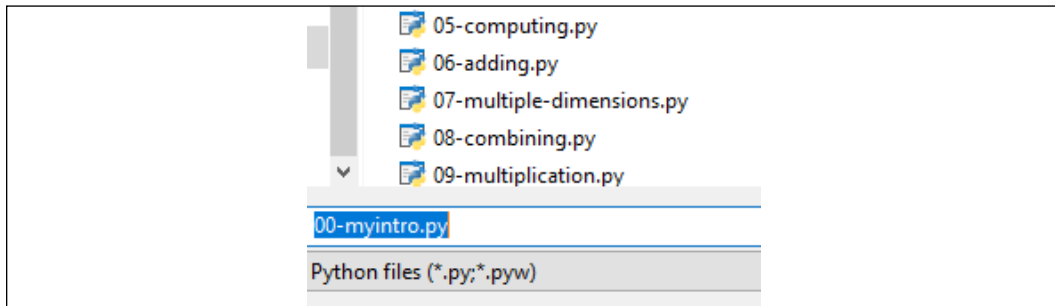 05-computing.py
06-adding.py
07-multiple-dimensions.py
08-combining.py
09-multiplication.py
00-myintro.py
Python files (*.py;*.pyw)